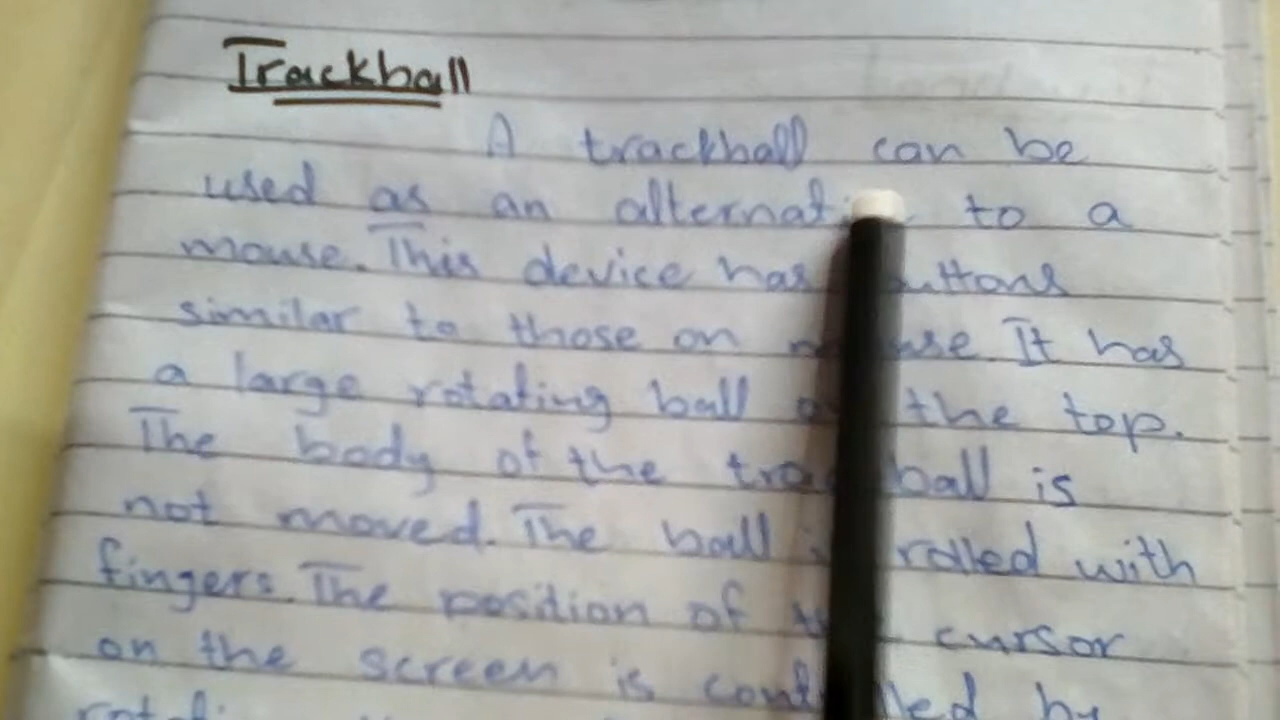 Trackball
A trackball can be
used as an to a
mouse. This device has
similar to those on It has
a large rotating ball the top.
The body of the is
not moved. The ball rolled with
fingers. The position of cursor
on the screen is by